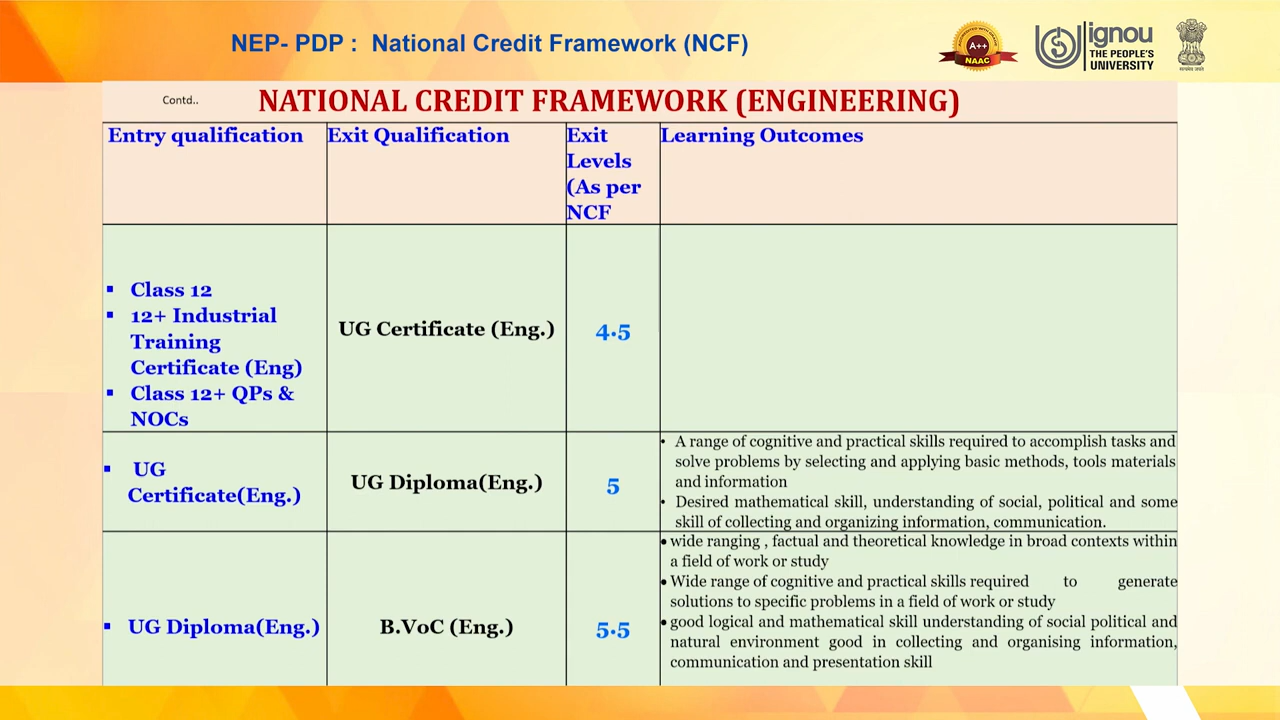 NEP- PDP : National Credit Framework (NCF)
A++
NAAC
ignou
THE PEOPLE'S
UNIVERSITY
Contd..
NATIONAL CREDIT FRAMEWORK (ENGINEERING)
Entry qualification
Exit Qualification
Exit
Levels
(As per
NCF
Learning Outcomes
▪ Class 12
▪ 12+ Industrial
Training
Certificate (Eng)
▪ Class 12+ QPs &
NOCs
UG Certificate (Eng.)
4.5
▪ UG
Certificate(Eng.)
UG Diploma(Eng.)
5
• A range of cognitive and practical skills required to accomplish tasks and
solve problems by selecting and applying basic methods, tools materials
and information
• Desired mathematical skill, understanding of social, political and some
skill of collecting and organizing information, communication.
▪ UG Diploma(Eng.)
B.VoC (Eng.)
5.5
• wide ranging , factual and theoretical knowledge in broad contexts within
a field of work or study
• Wide range of cognitive and practical skills required to generate
solutions to specific problems in a field of work or study
• good logical and mathematical skill understanding of social political and
natural environment good in collecting and organising information,
communication and presentation skill